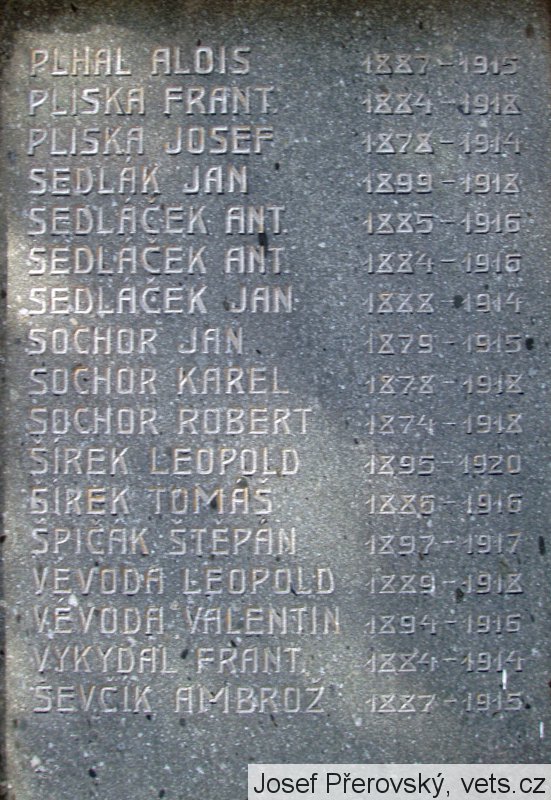 PLHAL ALOIS 1887-1915
PLISKA FRANT. 1884-1918
PLISKA JOSEF 1878-1914
SEDLÁK JAN 1899-1918
SEDLÁČEK ANT. 1885-1916
SEDLÁČEK ANT. 1884-1916
SEDLÁČEK JAN 1888-1914
SOCHOR JAN 1879-1915
SOCHOR KAREL 1878-1918
SOCHOR ROBERT 1874-1918
ŠÍREK LEOPOLD 1895-1920
ŠÍREK TOMÁŠ 1886-1916
ŠPIČÁK ŠTĚPÁN 1897-1917
VÉVODA LEOPOLD 1889-1918
VÉVODA VALENTIN 1894-1916
VYKYDAL FRANT. 1884-1914
ŠEVČÍK AMBROŽ 1887-1915
Josef Přerovský, vets.cz